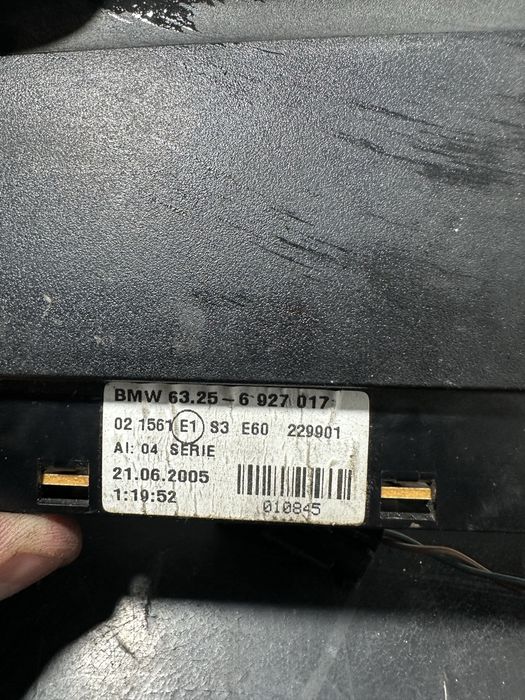 BMW 63.25-6 927 017
02 1561 E1 S3 E60 229901
AI: 04 SERIE
21.06.2005
1:19:52
010845